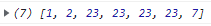 ▸ (7) [1, 2, 23, 23, 23, 23, 7]